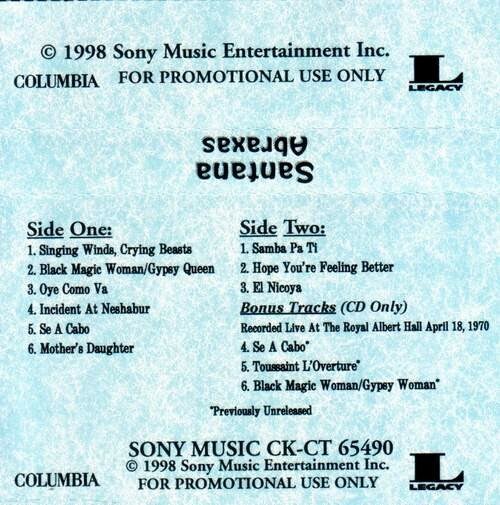 © 1998 Sony Music Entertainment Inc.
COLUMBIA FOR PROMOTIONAL USE ONLY
L
LEGACY
Santana
Abraxas
Side One:
1. Singing Winds, Crying Beasts
2. Black Magic Woman/Gypsy Queen
3. Oye Como Va
4. Incident At Neshabur
5. Se A Cabo
6. Mother's Daughter
Side Two:
1. Samba Pa Ti
2. Hope You're Feeling Better
3. El Nicoya
Bonus Tracks (CD Only)
Recorded Live At The Royal Albert Hall April 18, 1970
4. Se A Cabo*
5. Toussaint L'Overture*
6. Black Magic Woman/Gypsy Woman*
*Previously Unreleased
SONY MUSIC CK-CT 65490
© 1998 Sony Music Entertainment Inc.
COLUMBIA FOR PROMOTIONAL USE ONLY
L
LEGACY